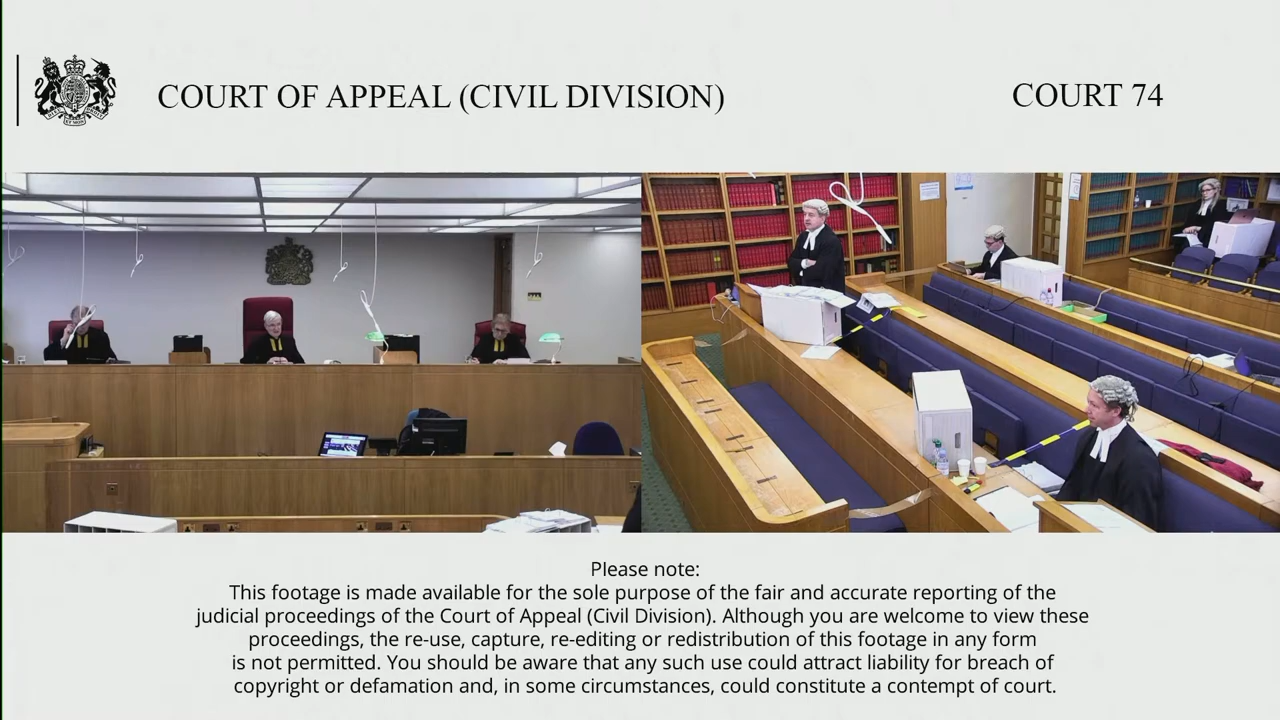 COURT OF APPEAL (CIVIL DIVISION)
COURT 74
Please note:
This footage is made available for the sole purpose of the fair and accurate reporting of the
judicial proceedings of the Court of Appeal (Civil Division). Although you are welcome to view these
proceedings, the re-use, capture, re-editing or redistribution of this footage in any form
is not permitted. You should be aware that any such use could attract liability for breach of
copyright or defamation and, in some circumstances, could constitute a contempt of court.